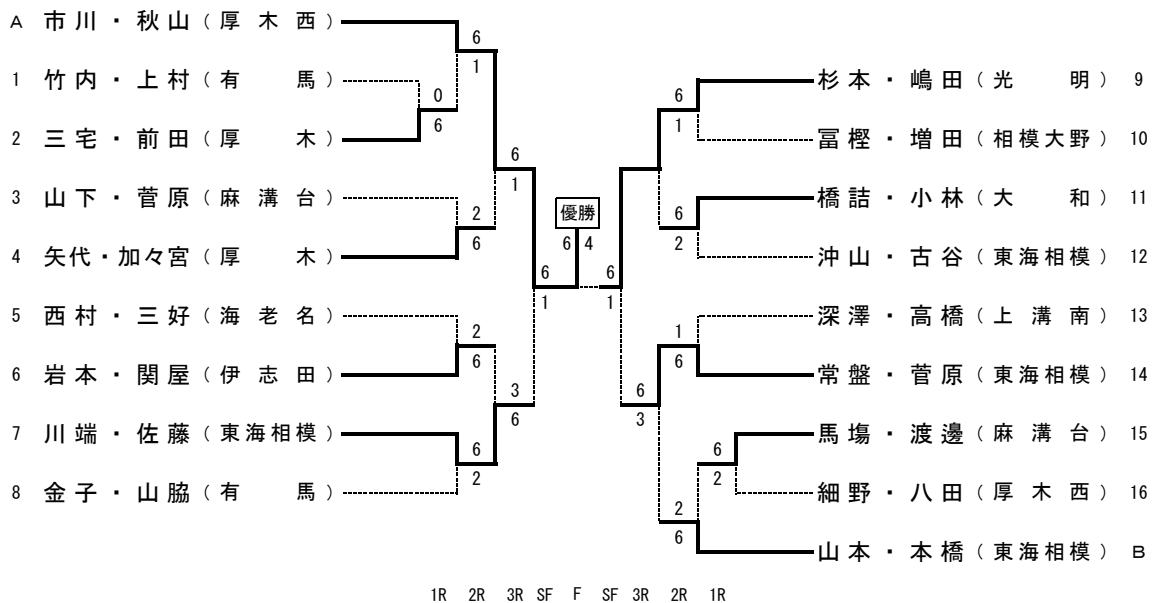 A 市川・秋山（厚木西）
1 竹内・上村（有馬）
2 三宅・前田（厚木）
3 山下・菅原（麻溝台）
4 矢代・加々宮（厚木）
5 西村・三好（海老名）
6 岩本・関屋（伊志田）
7 川端・佐藤（東海相模）
8 金子・山脇（有馬）
6
1
0
6
2
6
2
6
6
2
6
1
3
6
6
1
優勝
6 4
6
1
6
3
6
1
6
2
1
6
2
6
6
2
杉本・嶋田（光明） 9
冨樫・増田（相模大野） 10
橋詰・小林（大和） 11
沖山・古谷（東海相模） 12
深澤・高橋（上溝南） 13
常盤・菅原（東海相模） 14
馬塲・渡邊（麻溝台） 15
細野・八田（厚木西） 16
山本・本橋（東海相模） B
1R 2R 3R SF F SF 3R 2R 1R